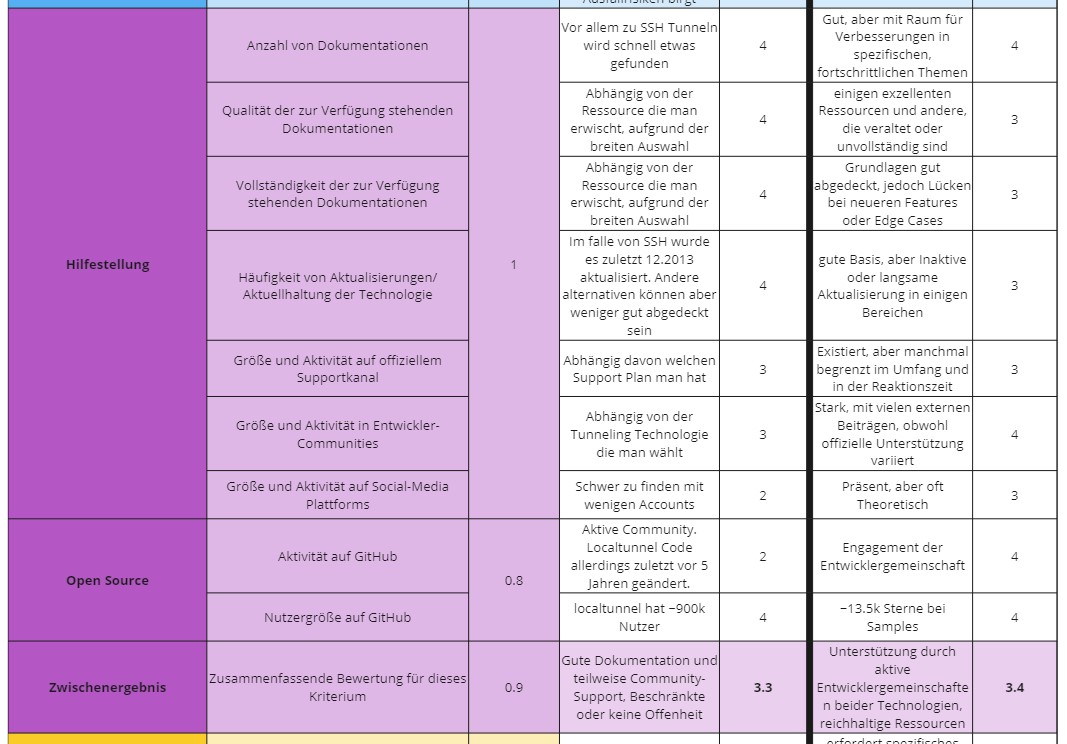 Ausfallrisiken birgt
Anzahl von Dokumentationen
Vor allem zu SSH Tunneln
wird schnell etwas
gefunden
4
Gut, aber mit Raum für
Verbesserungen in
spezifischen,
fortschrittlichen Themen
4
Qualität der zur Verfügung stehenden
Dokumentationen
Abhängig von der
Ressource die man
erwischt, aufgrund der
breiten Auswahl
4
einigen exzellenten
Ressourcen und andere,
die veraltet oder
unvollständig sind
3
Vollständigkeit der zur Verfügung
stehenden Dokumentationen
Abhängig von der
Ressource die man
erwischt, aufgrund der
breiten Auswahl
4
Grundlagen gut
abgedeckt, jedoch Lücken
bei neueren Features
oder Edge Cases
3
Hilfestellung
Häufigkeit von Aktualisierungen/
Aktuellhaltung der Technologie
1
Im falle von SSH wurde
es zuletzt 12.2013
aktualisiert. Andere
alternativen können aber
weniger gut abgedeckt
sein
4
gute Basis, aber Inaktive
oder langsame
Aktualisierung in einigen
Bereichen
3
Größe und Aktivität auf offiziellem
Supportkanal
Abhängig davon welchen
Support Plan man hat
3
Existiert, aber manchmal
begrenzt im Umfang und
in der Reaktionszeit
3
Größe und Aktivität in Entwickler-
Communities
Abhängig von der
Tunneling Technologie
die man wählt
3
Stark, mit vielen externen
Beiträgen, obwohl
offizielle Unterstützung
variiert
4
Größe und Aktivität auf Social-Media
Plattforms
Schwer zu finden mit
wenigen Accounts
2
Präsent, aber oft
Theoretisch
3
Open Source
Aktivität auf GitHub
0.8
Aktive Community.
Localtunnel Code
allerdings zuletzt vor 5
Jahren geändert.
2
Engagement der
Entwicklergemeinschaft
4
Nutzergröße auf GitHub
localtunnel hat ~900k
Nutzer
4
~13.5k Sterne bei
Samples
4
Zwischenergebnis
Zusammenfassende Bewertung für dieses
Kriterium
0.9
Gute Dokumentation und
teilweise Community-
Support, Beschränkte
oder keine Offenheit
3.3
Unterstützung durch
aktive
Entwicklergemeinschafte
n beider Technologien,
reichhaltige Ressourcen
3.4
erfordert spezifisches